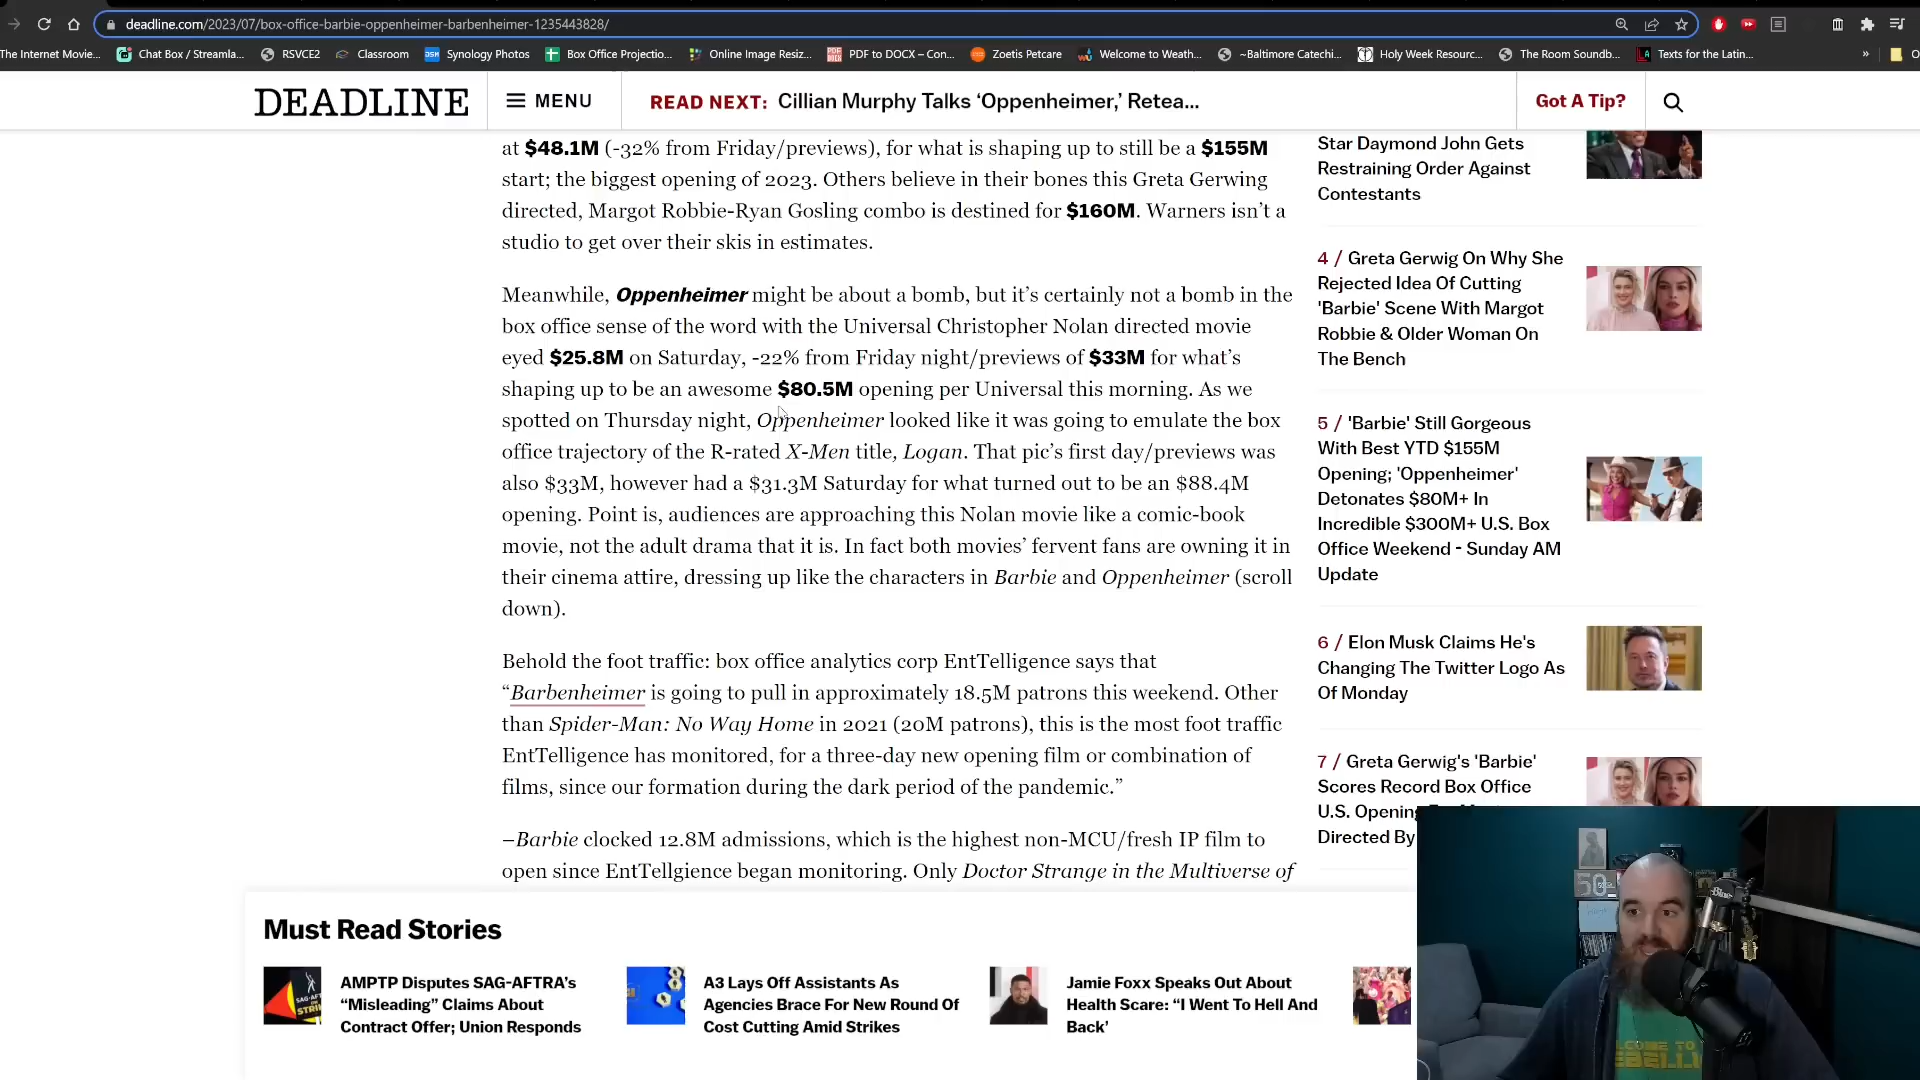 deadline.com/2023/07/box-office-barbie-oppenheimer-barbenheimer-1235443828/
The Internet Movie...
Chat Box / Streamla...
RSVCE2
Classroom
Synology Photos
Box Office Projectio...
Online Image Resiz...
PDF to DOCX – Con...
Zoetis Petcare
Welcome to Weath...
~Baltimore Catechi...
Holy Week Resourc...
The Room Soundb...
Texts for the Latin...
DEADLINE
MENU
READ NEXT: Cillian Murphy Talks ‘Oppenheimer,’ Retea...
Got A Tip?
at $48.1M (-32% from Friday/previews), for what is shaping up to still be a $155M
start; the biggest opening of 2023. Others believe in their bones this Greta Gerwing
directed, Margot Robbie-Ryan Gosling combo is destined for $160M. Warners isn’t a
studio to get over their skis in estimates.
Meanwhile, Oppenheimer might be about a bomb, but it’s certainly not a bomb in the
box office sense of the word with the Universal Christopher Nolan directed movie
eyed $25.8M on Saturday, -22% from Friday night/previews of $33M for what’s
shaping up to be an awesome $80.5M opening per Universal this morning. As we
spotted on Thursday night, Oppenheimer looked like it was going to emulate the box
office trajectory of the R-rated X-Men title, Logan. That pic’s first day/previews was
also $33M, however had a $31.3M Saturday for what turned out to be an $88.4M
opening. Point is, audiences are approaching this Nolan movie like a comic-book
movie, not the adult drama that it is. In fact both movies’ fervent fans are owning it in
their cinema attire, dressing up like the characters in Barbie and Oppenheimer (scroll
down).
Behold the foot traffic: box office analytics corp EntTelligence says that
“Barbenheimer is going to pull in approximately 18.5M patrons this weekend. Other
than Spider-Man: No Way Home in 2021 (20M patrons), this is the most foot traffic
EntTelligence has monitored, for a three-day new opening film or combination of
films, since our formation during the dark period of the pandemic.”
–Barbie clocked 12.8M admissions, which is the highest non-MCU/fresh IP film to
open since EntTellgience began monitoring. Only Doctor Strange in the Multiverse of
Star Daymond John Gets
Restraining Order Against
Contestants
4 / Greta Gerwig On Why She
Rejected Idea Of Cutting
'Barbie' Scene With Margot
Robbie & Older Woman On
The Bench
5 / 'Barbie' Still Gorgeous
With Best YTD $155M
Opening; 'Oppenheimer'
Detonates $80M+ In
Incredible $300M+ U.S. Box
Office Weekend - Sunday AM
Update
6 / Elon Musk Claims He's
Changing The Twitter Logo As
Of Monday
7 / Greta Gerwig's 'Barbie'
Scores Record Box Office
U.S. Opening
Directed By
Must Read Stories
AMPTP Disputes SAG-AFTRA’s
“Misleading” Claims About
Contract Offer; Union Responds
A3 Lays Off Assistants As
Agencies Brace For New Round Of
Cost Cutting Amid Strikes
Jamie Foxx Speaks Out About
Health Scare: “I Went To Hell And
Back’